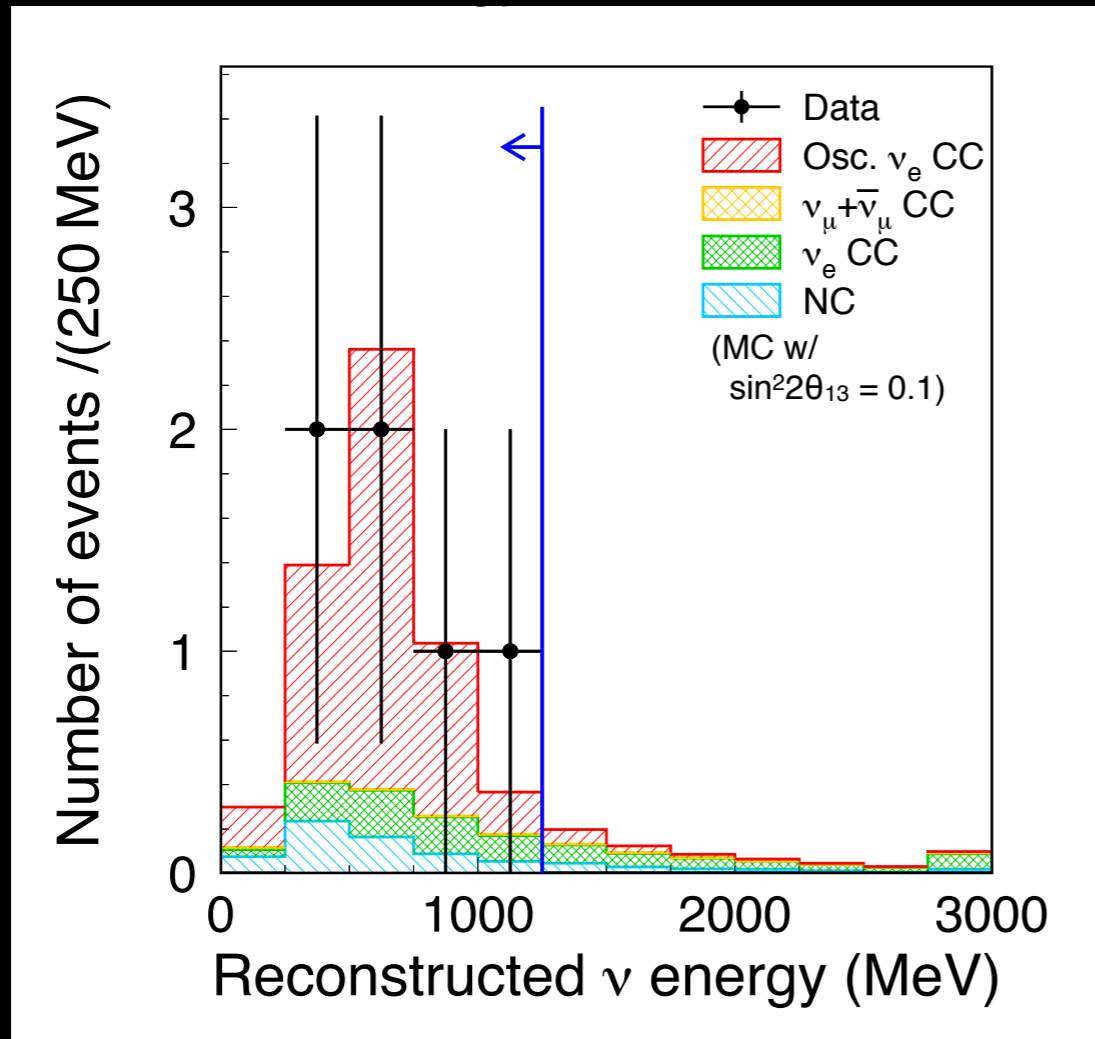 Number of events /(250 MeV)
3
2
1
0
0 1000 2000 3000
Reconstructed ν energy (MeV)
Data
Osc. νe CC
νμ+ν̅μ CC
νe CC
NC
(MC w/
sin²2θ₁₃ = 0.1)